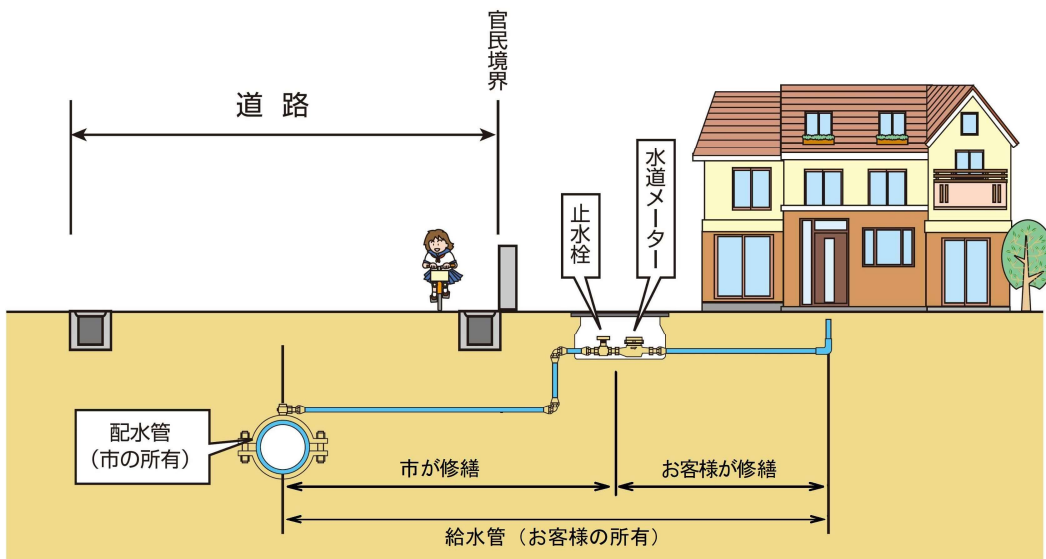 官民境界
道路
水道メーター
止水栓
配水管
（市の所有）
市が修繕
お客様が修繕
給水管（お客様の所有）